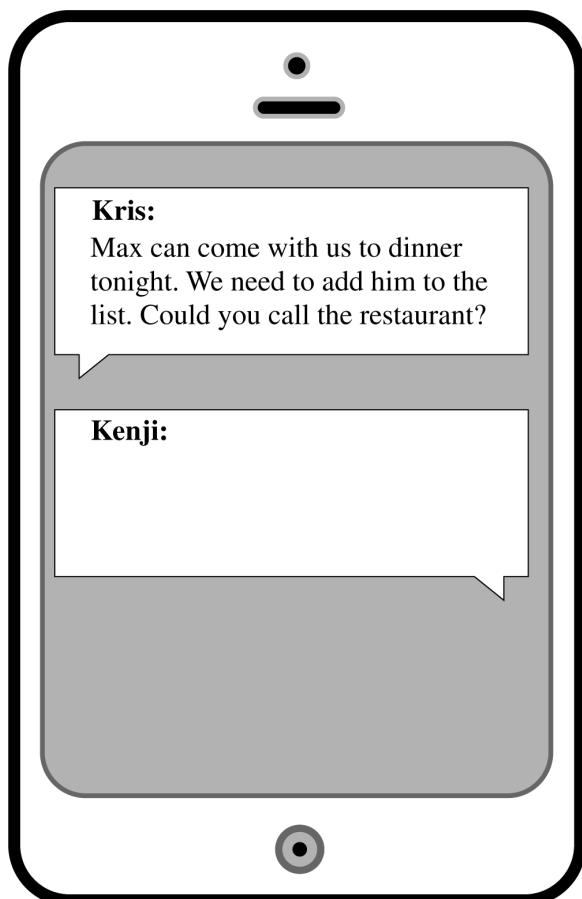 Kris:
Max can come with us to dinner
tonight. We need to add him to the
list. Could you call the restaurant?
Kenji: